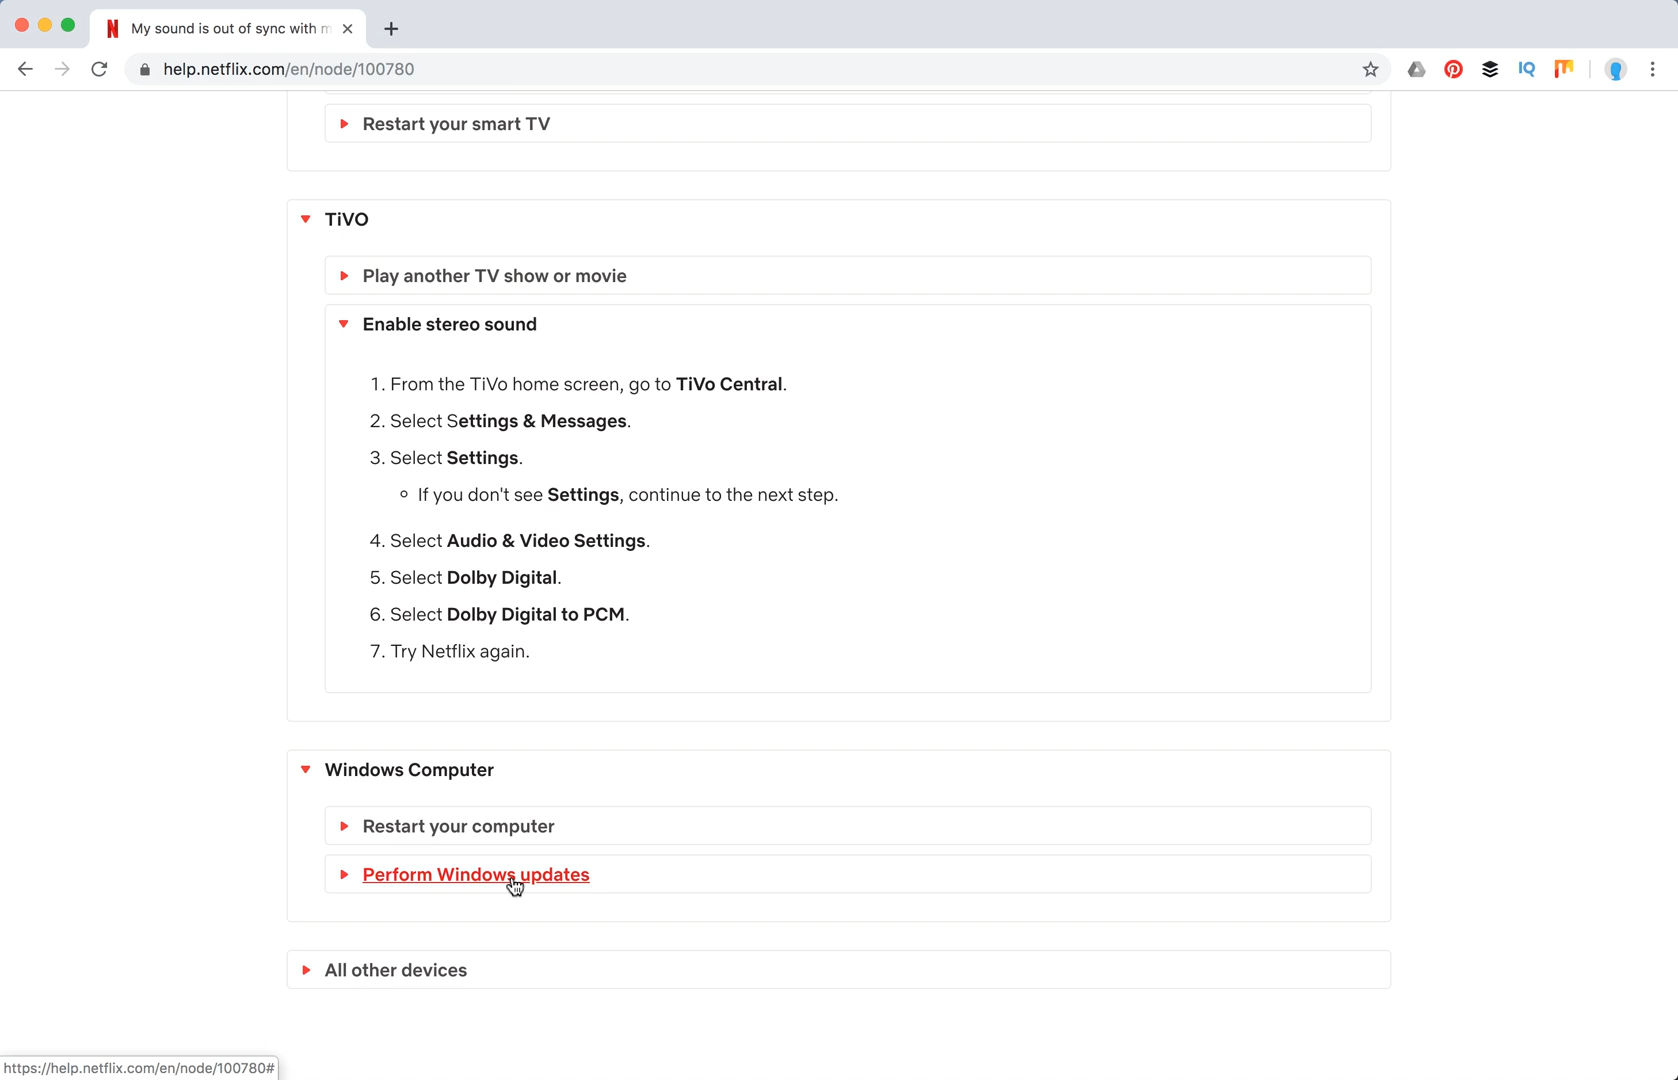 My sound is out of sync with m
help.netflix.com/en/node/100780
IQ
Restart your smart TV
TiVO
Play another TV show or movie
Enable stereo sound
1. From the TiVo home screen, go to TiVo Central.
2. Select Settings & Messages.
3. Select Settings.
If you don't see Settings, continue to the next step.
4. Select Audio & Video Settings.
5. Select Dolby Digital.
6. Select Dolby Digital to PCM.
7. Try Netflix again.
Windows Computer
Restart your computer
Perform Windows updates
All other devices
https://help.netflix.com/en/node/100780#